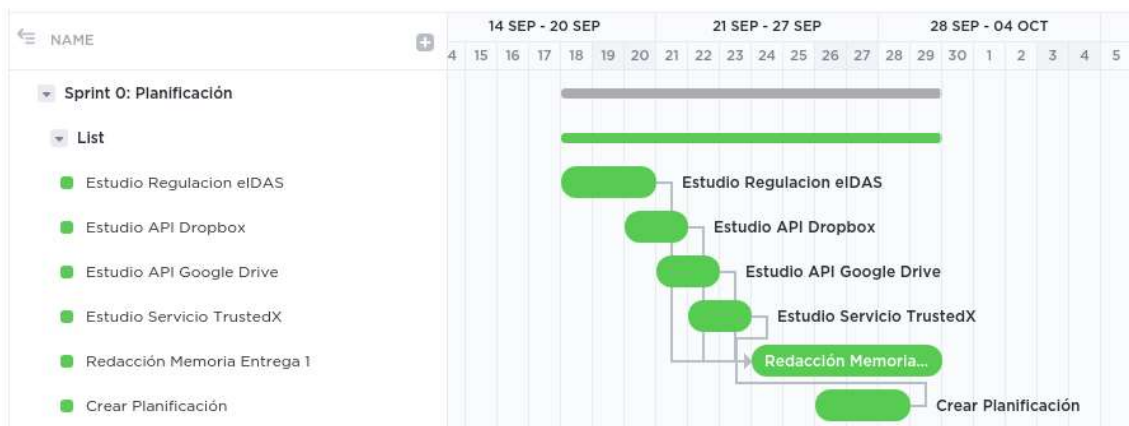 14 SEP - 20 SEP 21 SEP - 27 SEP 28 SEP - 04 OCT
NAME
4 15 16 17 18 19 20 21 22 23 24 25 26 27 28 29 30 1 2 3 4 5
Sprint 0: Planificación
List
Estudio Regulacion eIDAS Estudio Regulacion eIDAS
Estudio API Dropbox Estudio API Dropbox
Estudio API Google Drive Estudio API Google Drive
Estudio Servicio TrustedX Estudio Servicio TrustedX
Redacción Memoria Entrega 1 Redacción Memoria...
Crear Planificación Crear Planificación